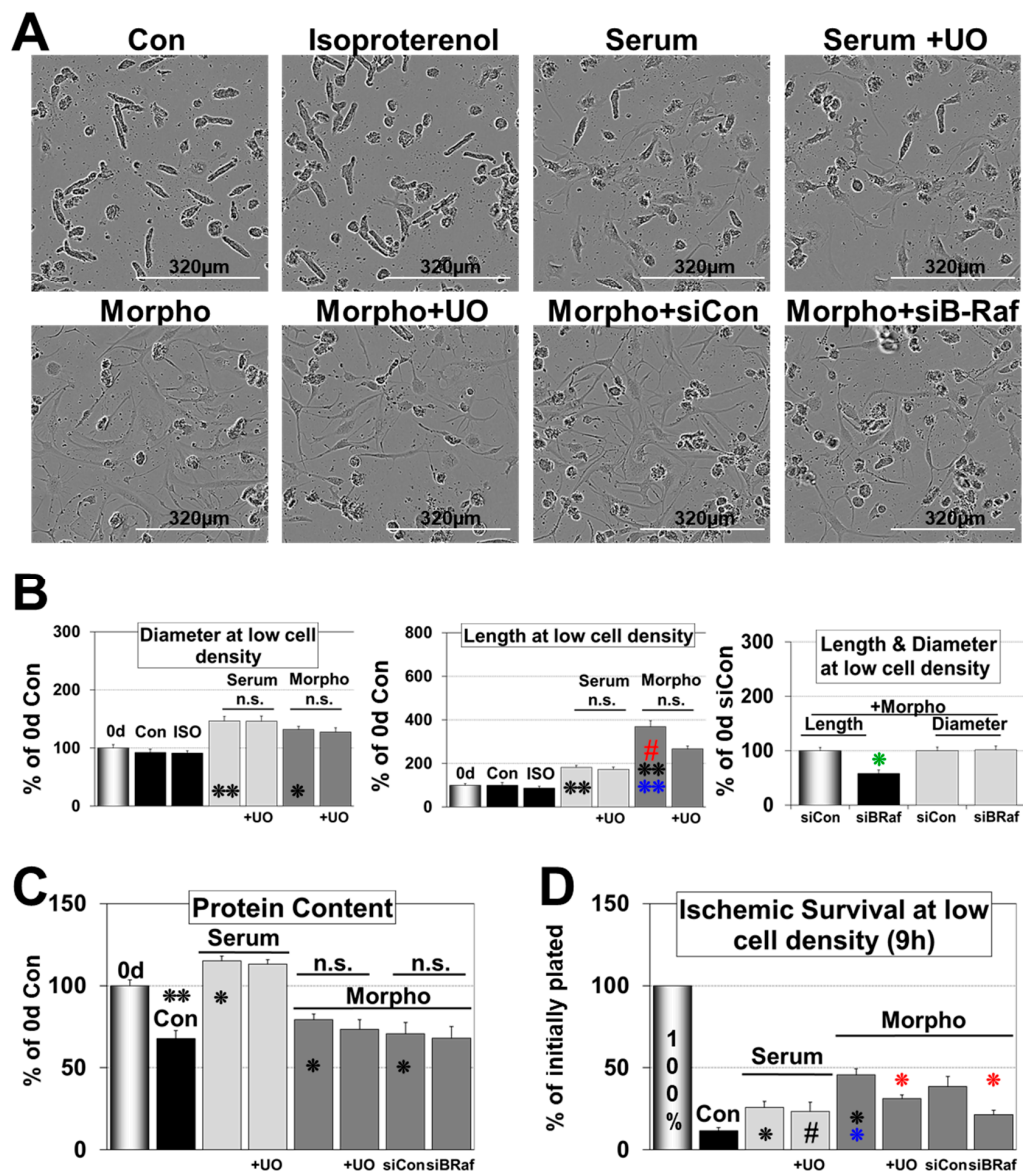 A
Con
Isoproterenol
Serum
Serum +UO
320µm
320µm
320µm
320µm
Morpho
Morpho+UO
Morpho+siCon
Morpho+siB-Raf
320µm
320µm
320µm
320µm
B
% of 0d Con
300
200
100
0
Diameter at low cell
density
Serum
n.s.
Morpho
n.s.
0d
Con
ISO
**
*
+UO
+UO
% of 0d Con
800
600
400
200
0
Length at low cell density
Serum
n.s.
Morpho
n.s.
0d
Con
ISO
**
#
**
**
+UO
+UO
% of 0d siCon
300
200
100
0
Length & Diameter
at low cell density
+Morpho
Length
Diameter
*
siCon
siBRaf
siCon
siBRaf
C
% of 0d Con
150
100
50
0
Protein Content
Serum
0d
**
Con
*
n.s.
n.s.
Morpho
*
*
+UO
+UO
siCon
siBRaf
D
% of initially plated
150
100
50
0
Ischemic Survival at low
cell density (9h)
100%
Con
Serum
*
#
Morpho
*
*
*
*
+UO
+UO
siCon
siBRaf